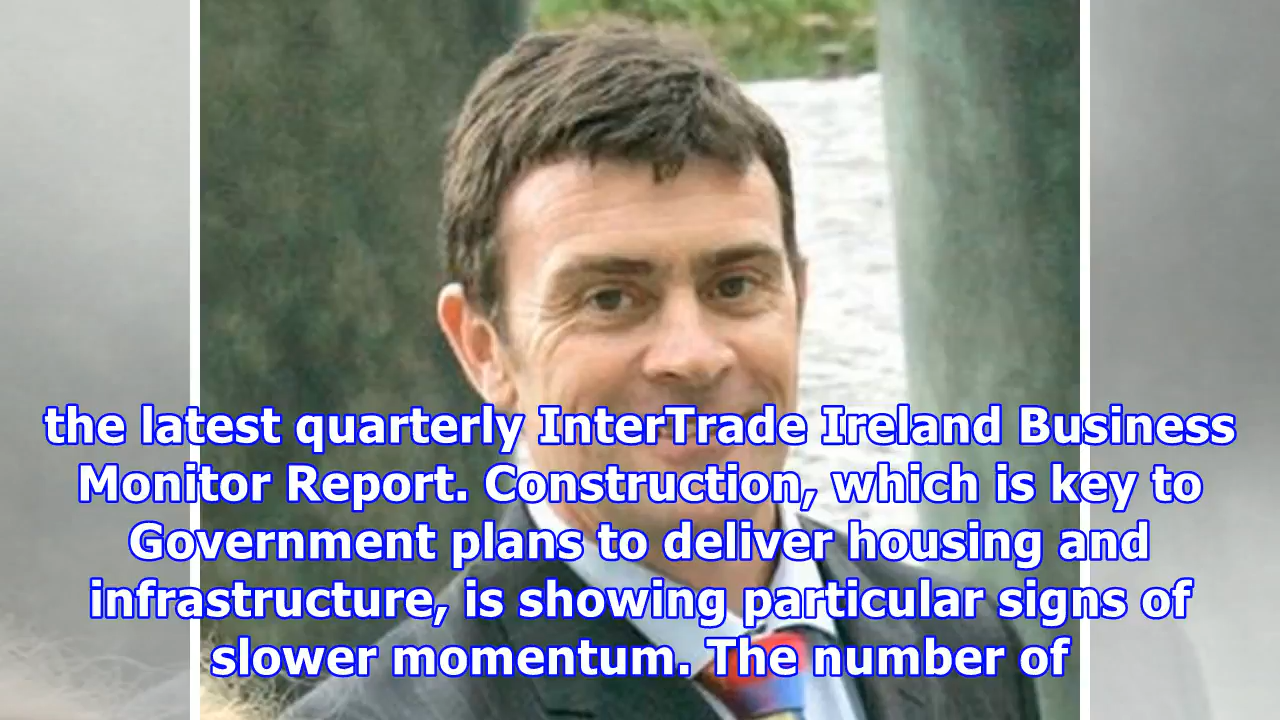 the latest quarterly InterTrade Ireland Business
Monitor Report. Construction, which is key to
Government plans to deliver housing and
infrastructure, is showing particular signs of
slower momentum. The number of